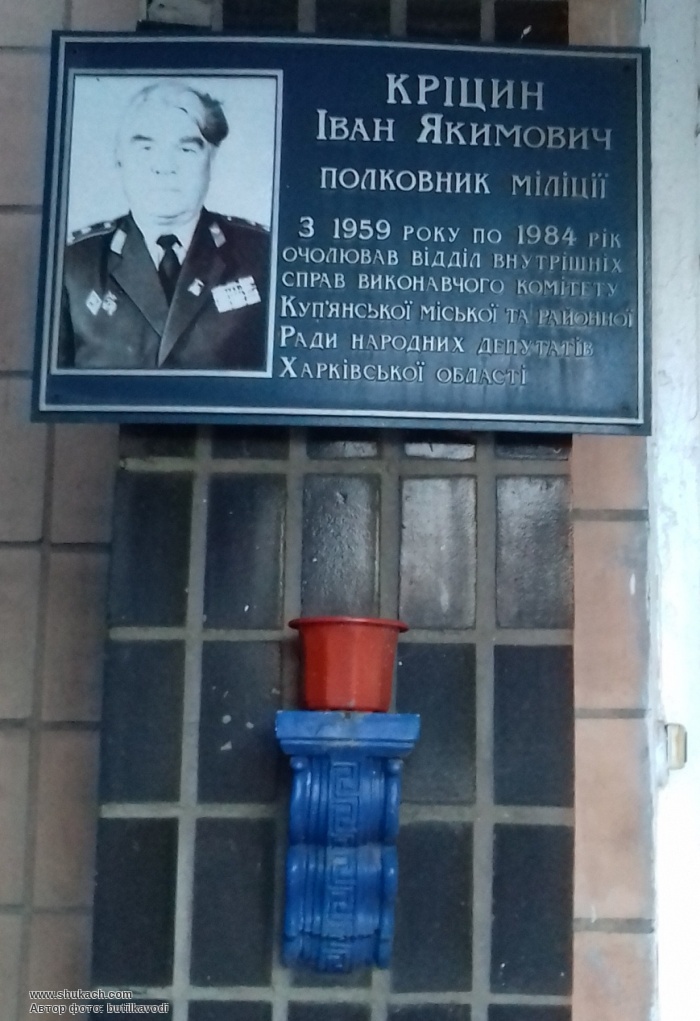 КРІЦИН
ІВАН ЯКИМОВИЧ
ПОЛКОВНИК МІЛІЦІЇ
З 1959 РОКУ ПО 1984 РІК
ОЧОЛЮВАВ ВІДДІЛ ВНУТРІШНІХ
СПРАВ ВИКОНАВЧОГО КОМІТЕТУ
КУП'ЯНСЬКОЇ МІСЬКОЇ ТА РАЙОННОЇ
РАДИ НАРОДНИХ ДЕПУТАТІВ
ХАРКІВСЬКОЇ ОБЛАСТІ
www.shukach.com
Автор фото: butilkavodi